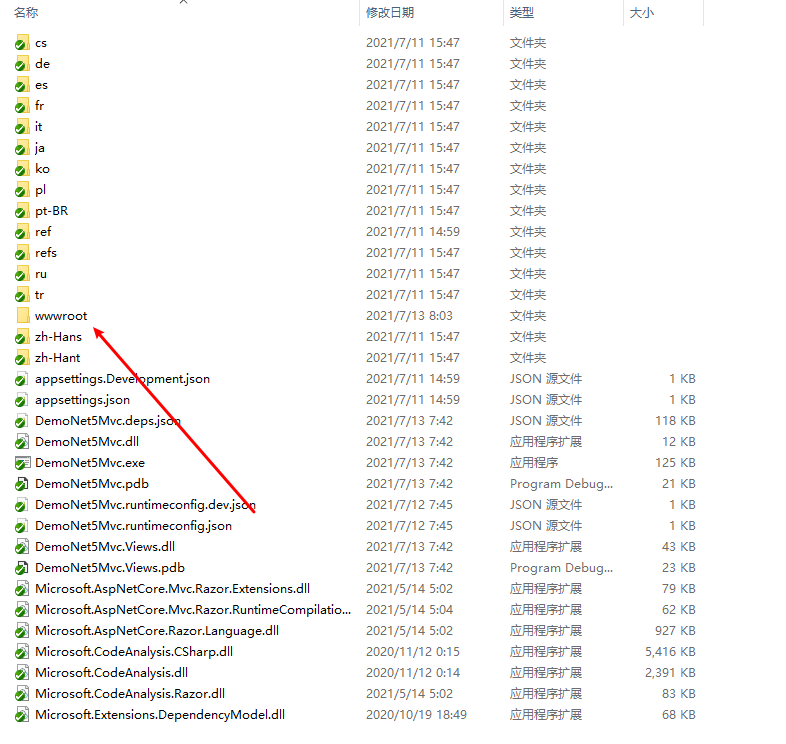 名称 修改日期 类型 大小
cs 2021/7/11 15:47 文件夹
de 2021/7/11 15:47 文件夹
es 2021/7/11 15:47 文件夹
fr 2021/7/11 15:47 文件夹
it 2021/7/11 15:47 文件夹
ja 2021/7/11 15:47 文件夹
ko 2021/7/11 15:47 文件夹
pl 2021/7/11 15:47 文件夹
pt-BR 2021/7/11 15:47 文件夹
ref 2021/7/11 14:59 文件夹
refs 2021/7/11 15:47 文件夹
ru 2021/7/11 15:47 文件夹
tr 2021/7/11 15:47 文件夹
wwwroot 2021/7/13 8:03 文件夹
zh-Hans 2021/7/11 15:47 文件夹
zh-Hant 2021/7/11 15:47 文件夹
appsettings.Development.json 2021/7/11 14:59 JSON 源文件 1 KB
appsettings.json 2021/7/11 14:59 JSON 源文件 1 KB
DemoNet5Mvc.deps.json 2021/7/13 7:42 JSON 源文件 118 KB
DemoNet5Mvc.dll 2021/7/13 7:42 应用程序扩展 12 KB
DemoNet5Mvc.exe 2021/7/13 7:42 应用程序 125 KB
DemoNet5Mvc.pdb 2021/7/13 7:42 Program Debug... 21 KB
DemoNet5Mvc.runtimeconfig.dev.json 2021/7/12 7:45 JSON 源文件 1 KB
DemoNet5Mvc.runtimeconfig.json 2021/7/12 7:45 JSON 源文件 1 KB
DemoNet5Mvc.Views.dll 2021/7/13 7:42 应用程序扩展 43 KB
DemoNet5Mvc.Views.pdb 2021/7/13 7:42 Program Debug... 23 KB
Microsoft.AspNetCore.Mvc.Razor.Extensions.dll 2021/5/14 5:02 应用程序扩展 79 KB
Microsoft.AspNetCore.Mvc.Razor.RuntimeCompilatio... 2021/5/14 5:04 应用程序扩展 62 KB
Microsoft.AspNetCore.Razor.Language.dll 2021/5/14 5:02 应用程序扩展 927 KB
Microsoft.CodeAnalysis.CSharp.dll 2020/11/12 0:15 应用程序扩展 5,416 KB
Microsoft.CodeAnalysis.dll 2020/11/12 0:14 应用程序扩展 2,391 KB
Microsoft.CodeAnalysis.Razor.dll 2021/5/14 5:02 应用程序扩展 83 KB
Microsoft.Extensions.DependencyModel.dll 2020/10/19 18:49 应用程序扩展 68 KB